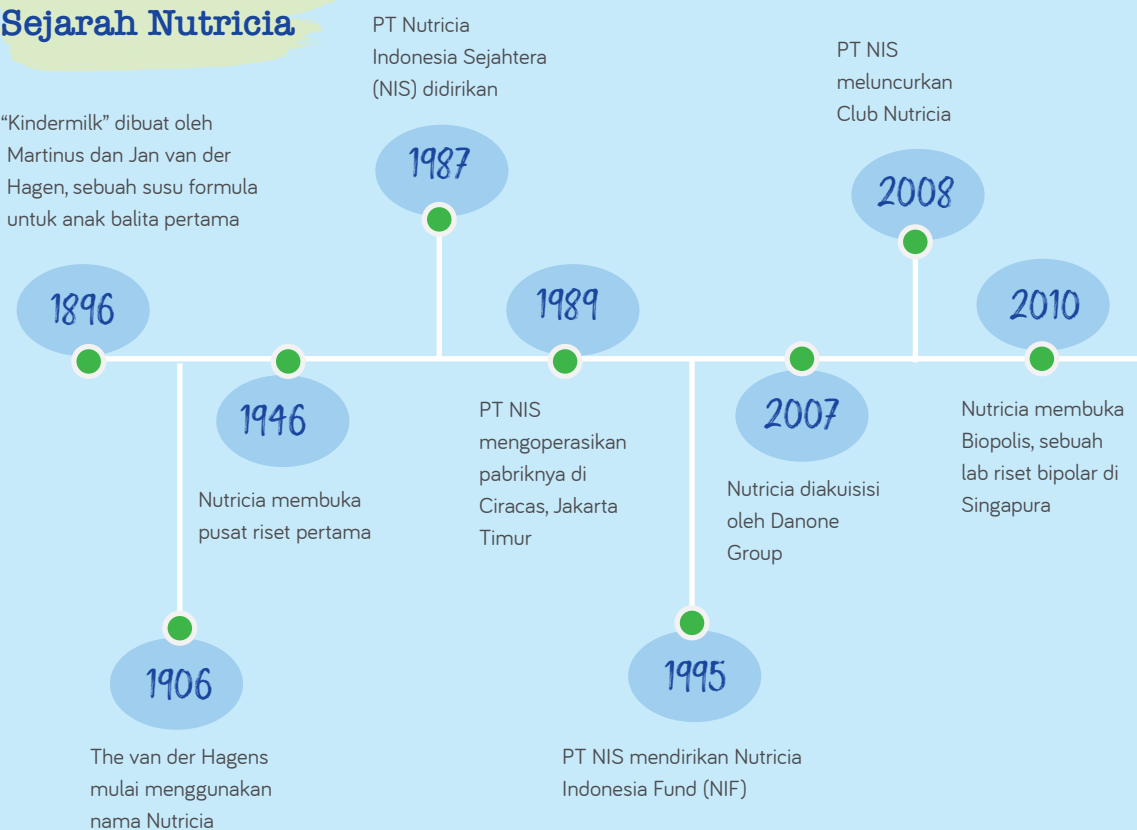 Sejarah Nutricia
“Kindermilk” dibuat oleh
Martinus dan Jan van der
Hagen, sebuah susu formula
untuk anak balita pertama
1896
1906
The van der Hagens
mulai menggunakan
nama Nutricia
1946
Nutricia membuka
pusat riset pertama
PT Nutricia
Indonesia Sejahtera
(NIS) didirikan
1987
1989
PT NIS
mengoperasikan
pabriknya di
Ciracas, Jakarta
Timur
1995
PT NIS mendirikan Nutricia
Indonesia Fund (NIF)
2007
Nutricia diakuisisi
oleh Danone
Group
PT NIS
meluncurkan
Club Nutricia
2008
2010
Nutricia membuka
Biopolis, sebuah
lab riset bipolar di
Singapura